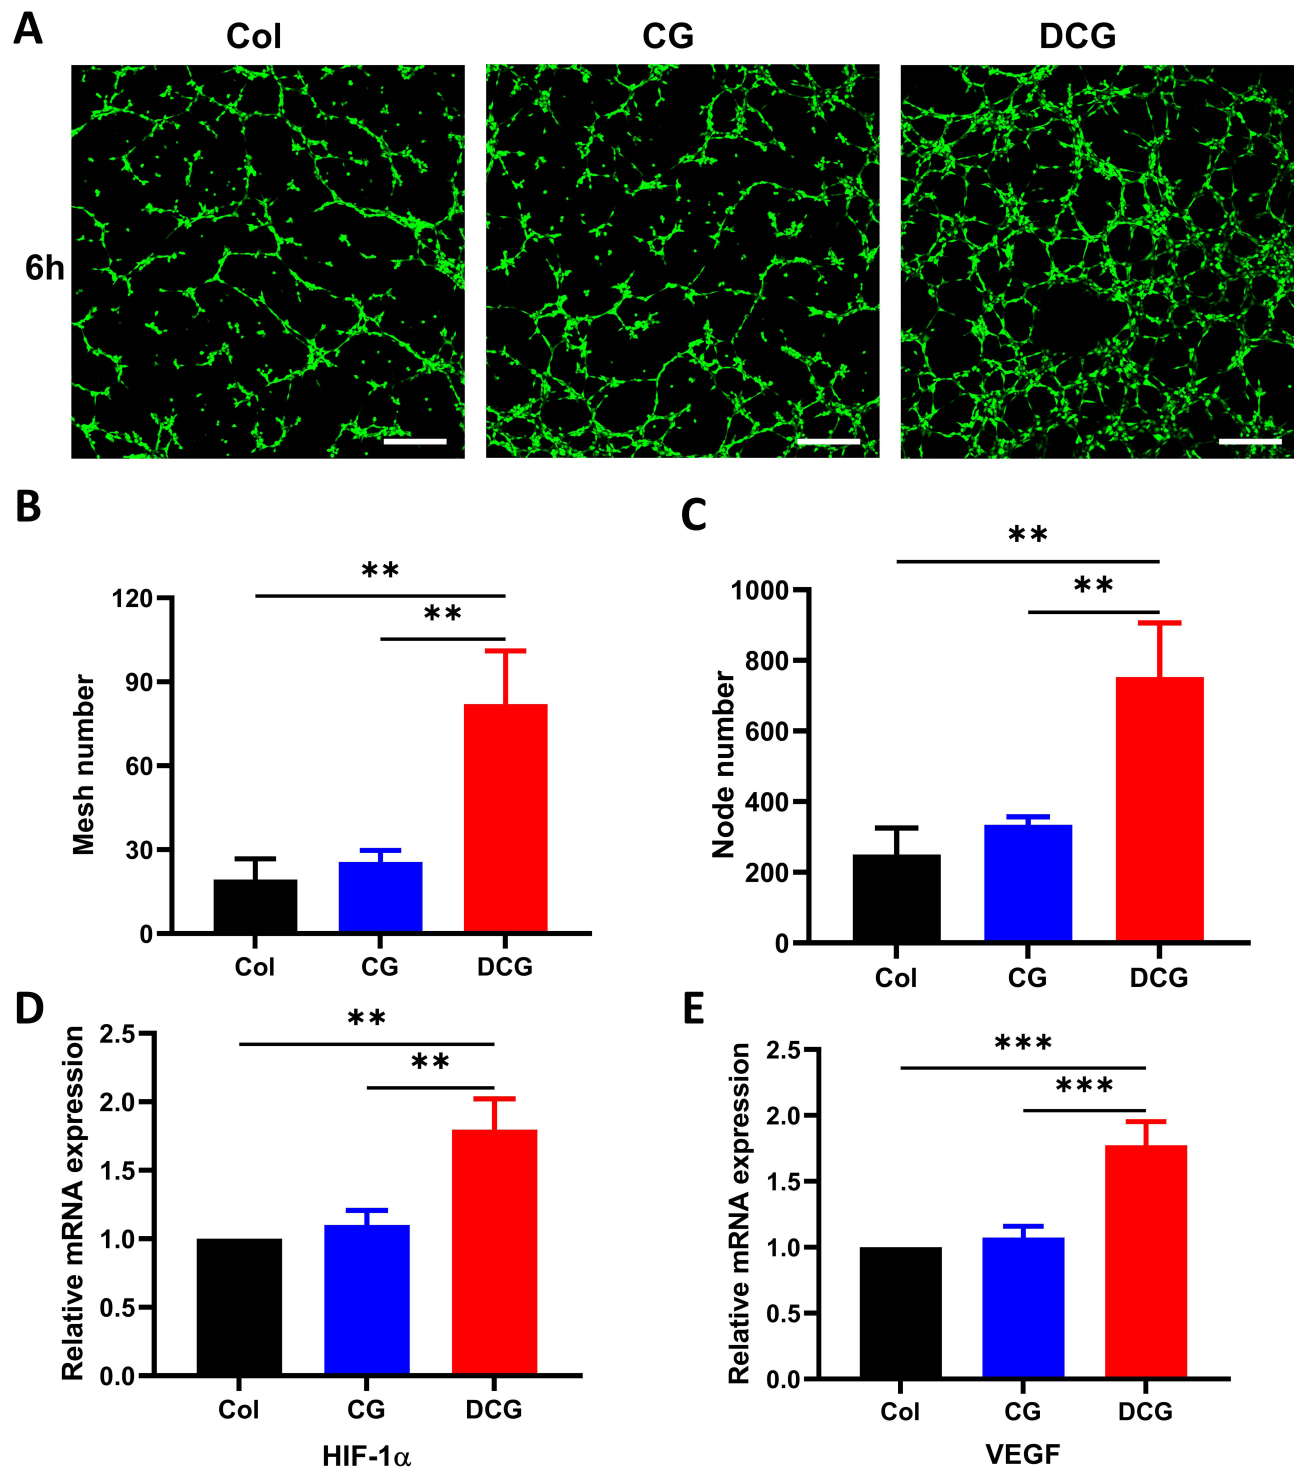 A
Col CG DCG
6h
B
**
**
120
90
60
30
0
Mesh number
Col CG DCG
C
**
**
1000
800
600
400
200
0
Node number
Col CG DCG
D
**
**
2.5
2.0
1.5
1.0
0.5
0.0
Relative mRNA expression
Col CG DCG
HIF-1α
E
***
***
2.5
2.0
1.5
1.0
0.5
0.0
Relative mRNA expression
Col CG DCG
VEGF